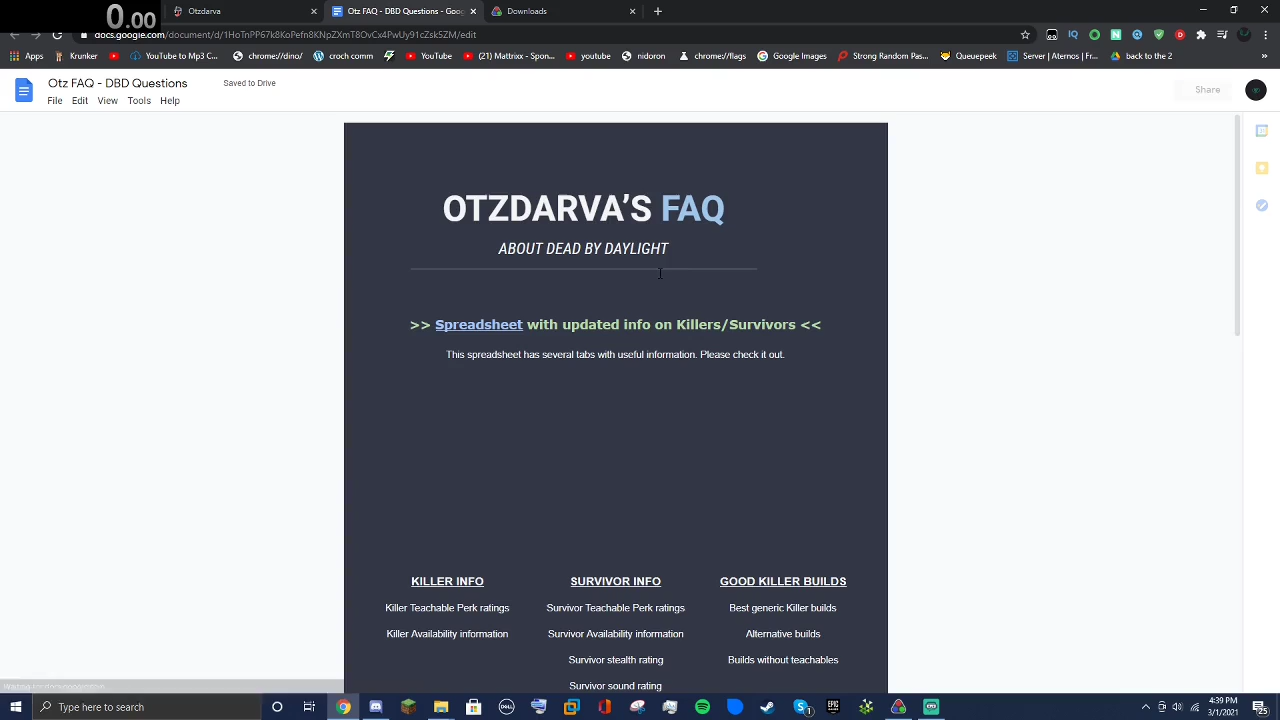 0.00
Otzdarva
Otz FAQ - DBD Questions - Goog
Downloads
docs.google.com/document/d/1HoTnPP67k8KoPefn8KNpZXmT8OvCx4PwUy91cZsk5ZM/edit
Apps Krunker YouTube to Mp3 C... chrome://dino/ croch comm YouTube (21) Mattrixx - Spon... youtube nidoron chrome://flags Google Images Strong Random Pas... Queuepeek Server | Aternos | Fr... back to the 2
Otz FAQ - DBD Questions Saved to Drive
File Edit View Tools Help
Share
OTZDARVA'S FAQ
ABOUT DEAD BY DAYLIGHT
>> Spreadsheet with updated info on Killers/Survivors <<
This spreadsheet has several tabs with useful information. Please check it out.
KILLER INFO SURVIVOR INFO GOOD KILLER BUILDS
Killer Teachable Perk ratings Survivor Teachable Perk ratings Best generic Killer builds
Killer Availability information Survivor Availability information Alternative builds
Survivor stealth rating Builds without teachables
Survivor sound rating
Type here to search
4:39 PM
3/1/2021